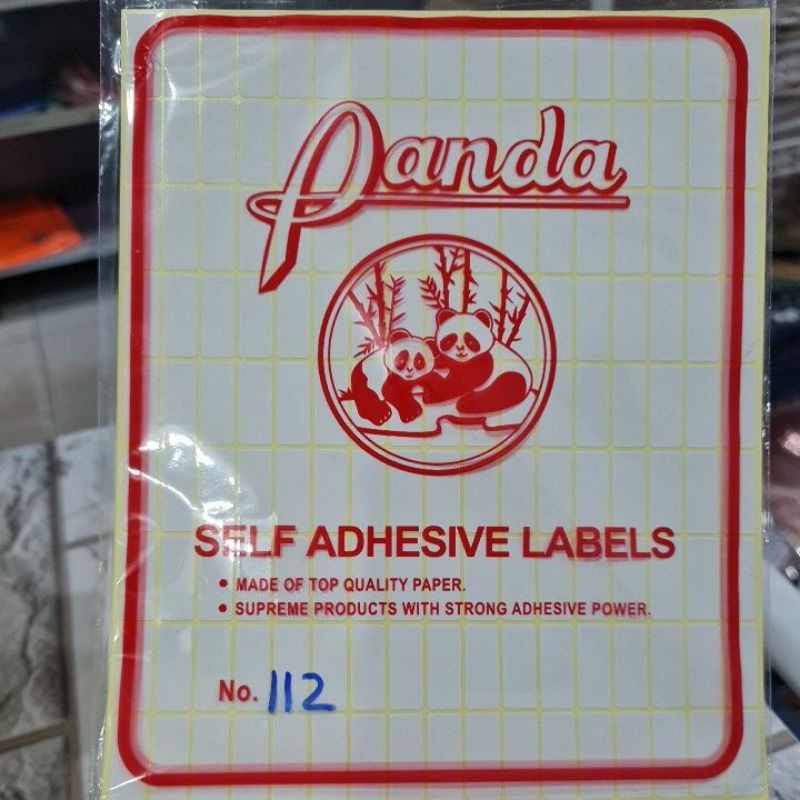 Panda
SELF ADHESIVE LABELS
• MADE OF TOP QUALITY PAPER.
• SUPREME PRODUCTS WITH STRONG ADHESIVE POWER.
No. 112